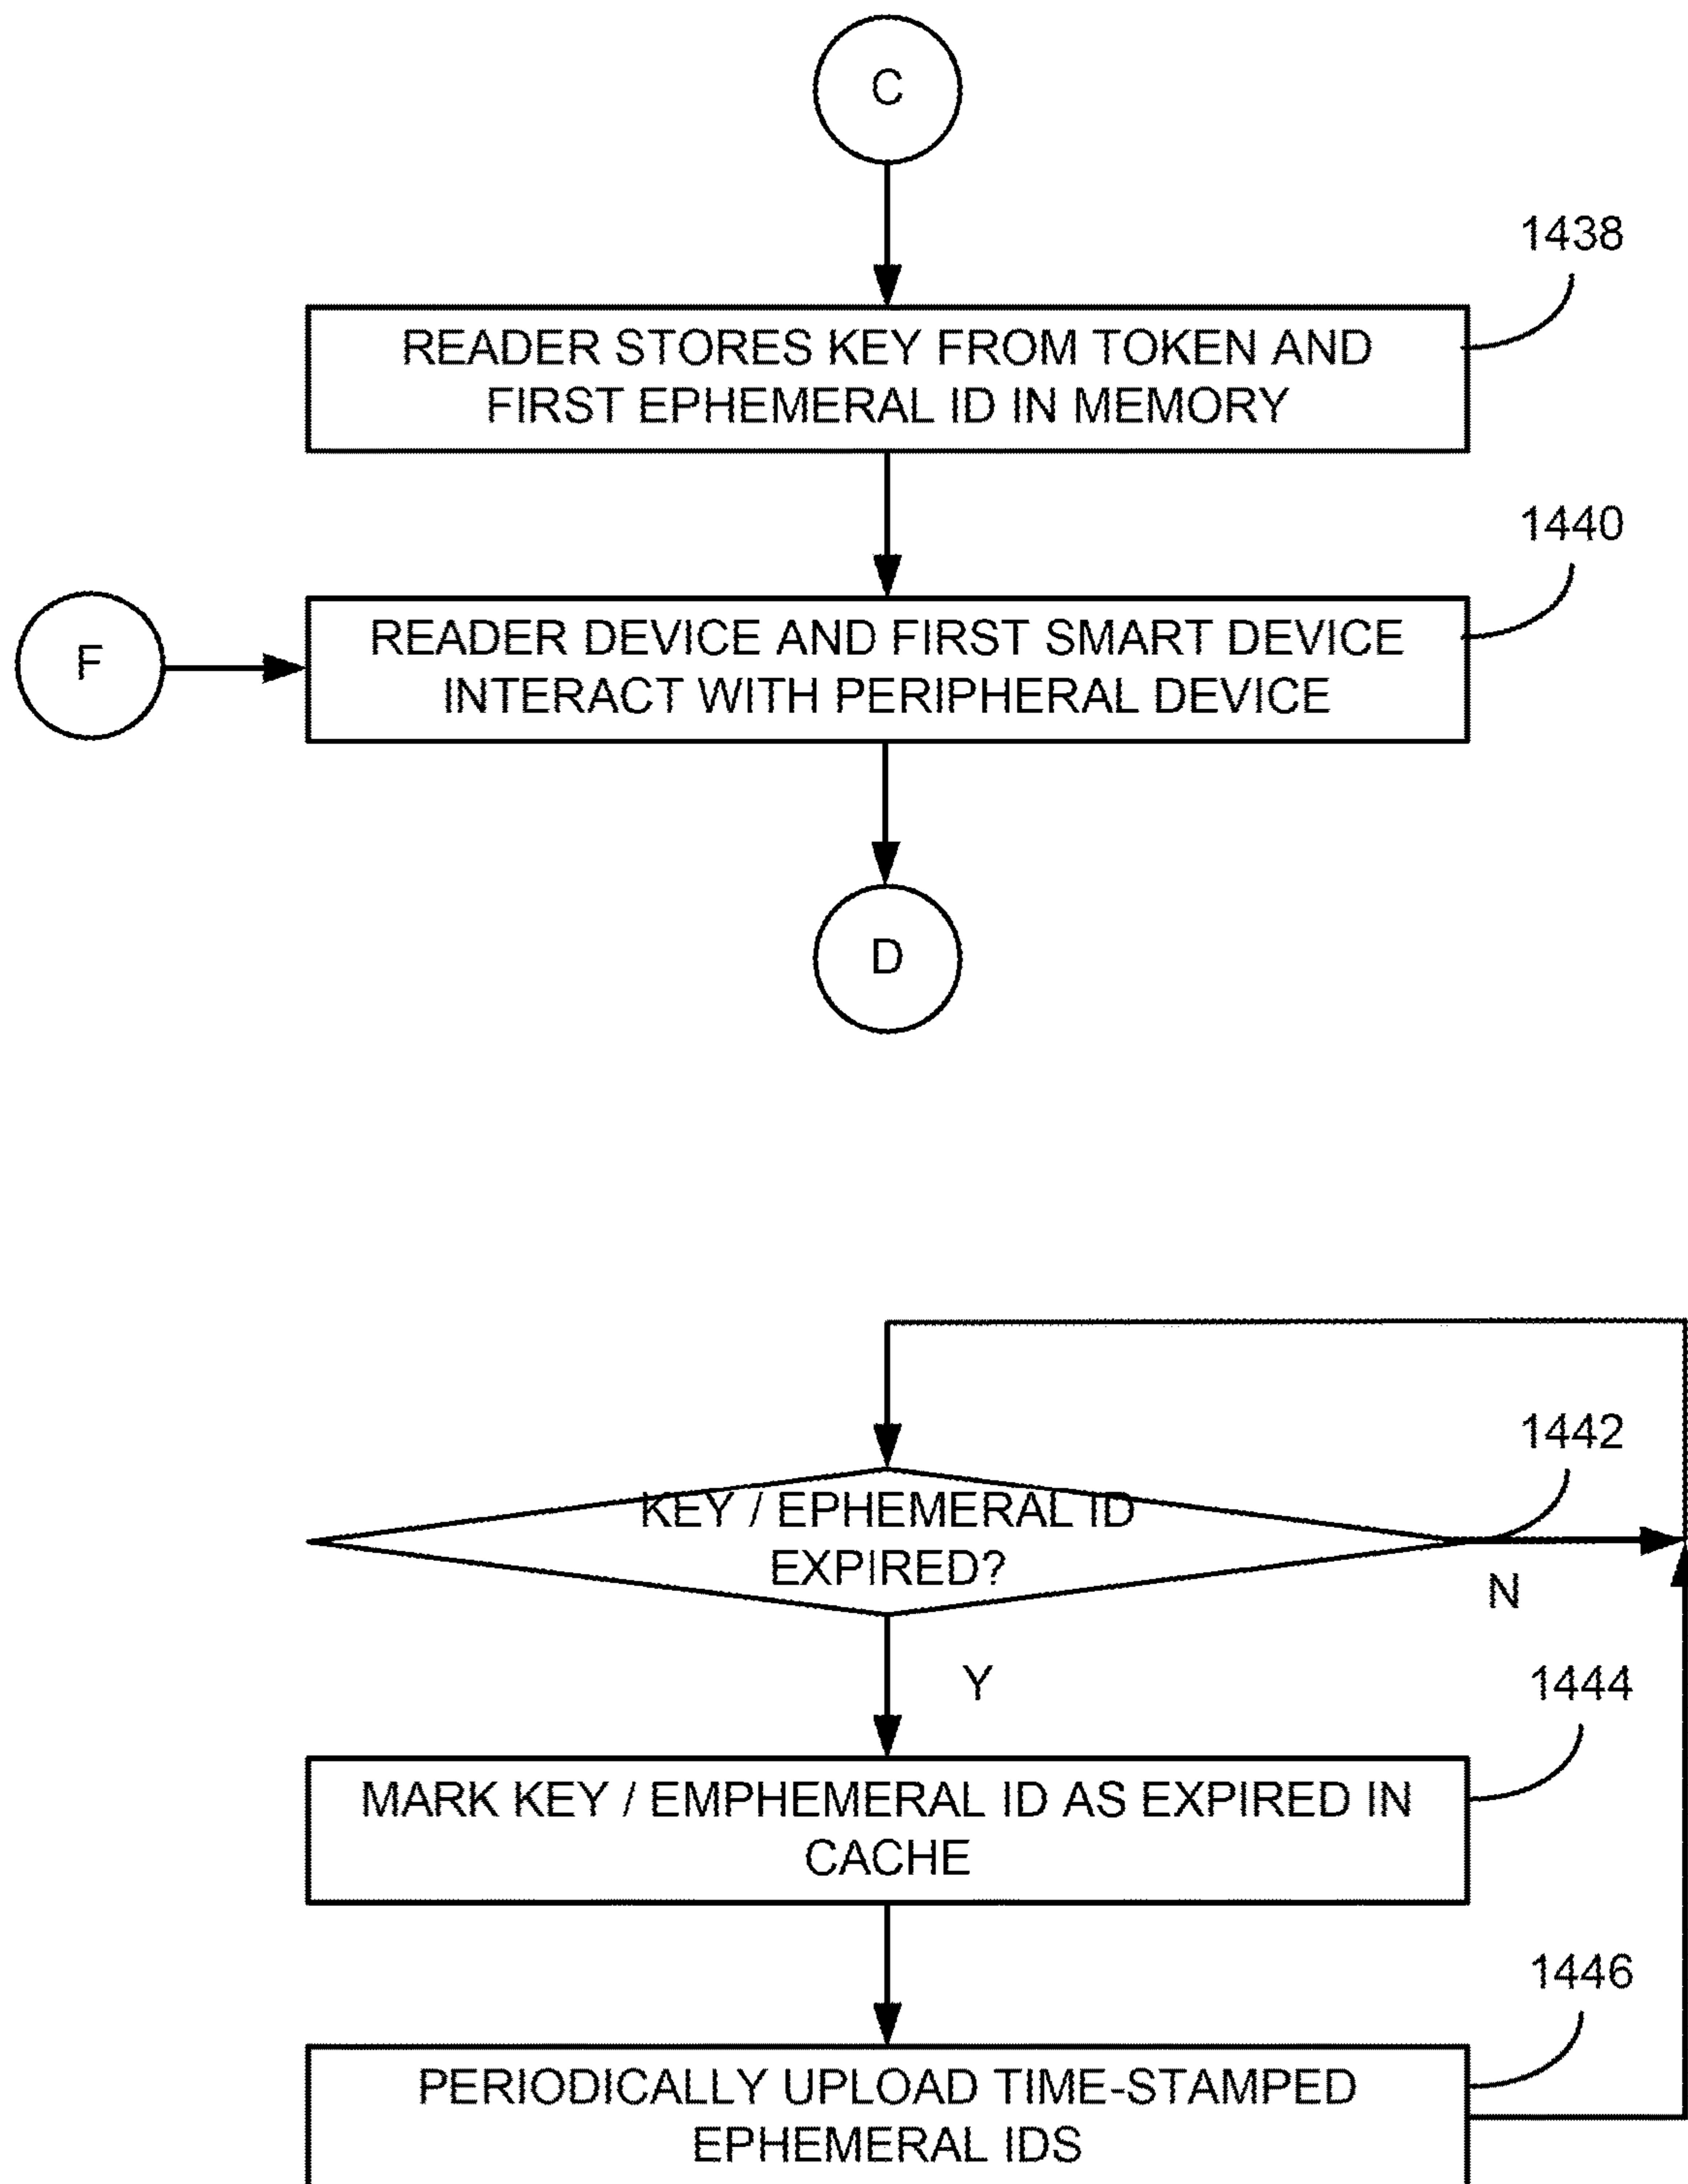 C
1438
READER STORES KEY FROM TOKEN AND
FIRST EPHEMERAL ID IN MEMORY
1440
F
READER DEVICE AND FIRST SMART DEVICE
INTERACT WITH PERIPHERAL DEVICE
D
1442
KEY / EPHEMERAL ID
EXPIRED?
N
Y
1444
MARK KEY / EMPHEMERAL ID AS EXPIRED IN
CACHE
1446
PERIODICALLY UPLOAD TIME-STAMPED
EPHEMERAL IDS